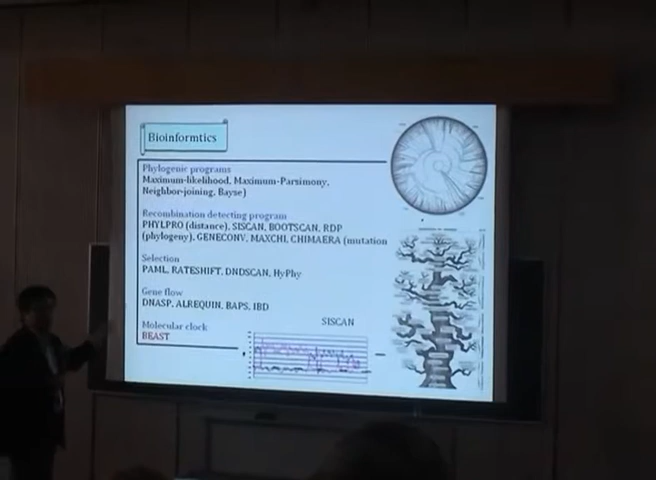 Bioinformtics
Phylogenic programs
Maximum-likelihood, Maximum-Parsimony,
Neighbor-joining, Bayse)
Recombination detecting program
PHYLPRO (distance). SISCAN, BOOTSCAN, RDP
(phylogeny). GENECONV, MAXCHI, CHIMAERA (mutation
Selection
PAML, RATESHIFT, DNDSCAN, HyPhy
Gene flow
DNASP, ALREQUIN, BAPS, IBD
Molecular clock
BEAST
SISCAN